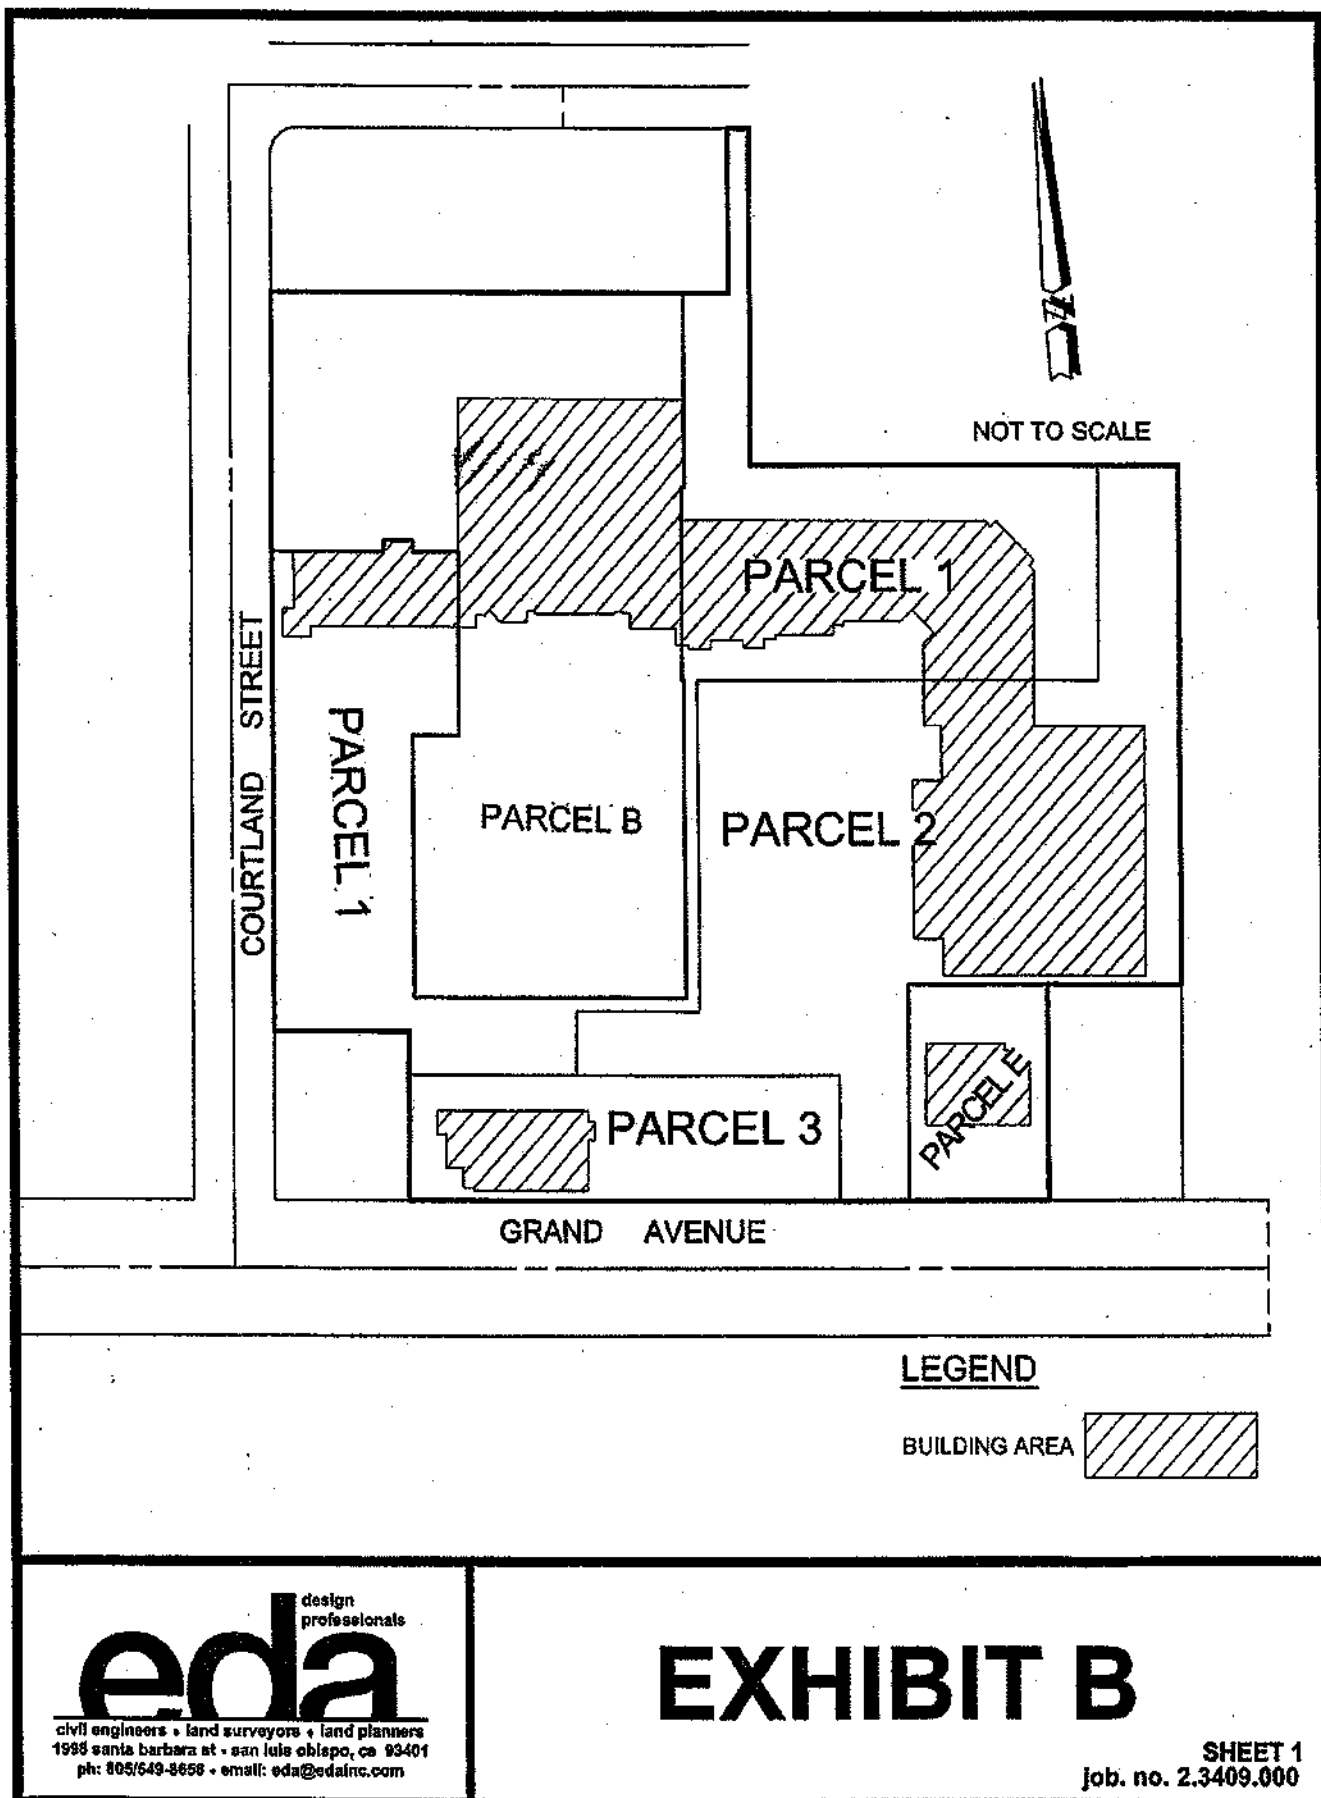 NOT TO SCALE
PARCEL 1
COURTLAND STREET
PARCEL 1
PARCEL B
PARCEL 2
PARCEL E
PARCEL 3
GRAND AVENUE
LEGEND
BUILDING AREA
eda
design
professionals
civil engineers • land surveyors • land planners
1998 santa barbara st • san luis obispo, ca 93401
ph: 805/549-8658 • email: eda@edainc.com
EXHIBIT B
SHEET 1
job. no. 2.3409.000